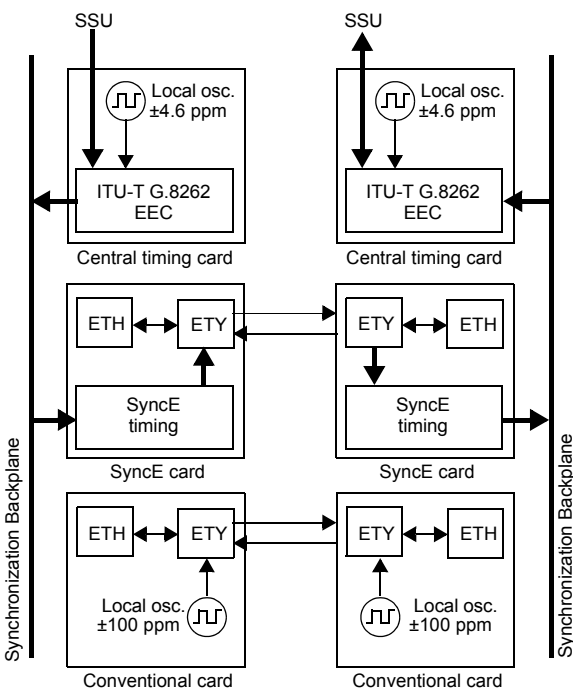 SSU
SSU
Local osc.
±4.6 ppm
Local osc.
±4.6 ppm
ITU-T G.8262
EEC
ITU-T G.8262
EEC
Central timing card
Central timing card
ETH
ETY
ETY
ETH
SyncE
timing
SyncE
timing
SyncE card
SyncE card
ETH
ETY
ETY
ETH
Local osc.
±100 ppm
Local osc.
±100 ppm
Conventional card
Conventional card
Synchronization Backplane
Synchronization Backplane